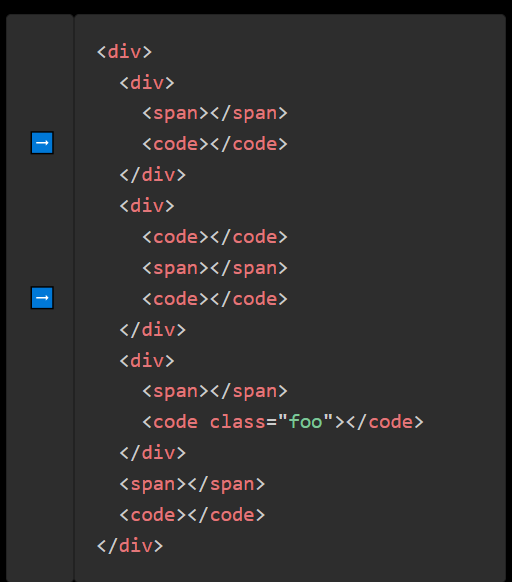 <div>
  <div>
    <span></span>
→    <code></code>
  </div>
  <div>
    <code></code>
    <span></span>
→    <code></code>
  </div>
  <div>
    <span></span>
    <code class="foo"></code>
  </div>
  <span></span>
  <code></code>
</div>